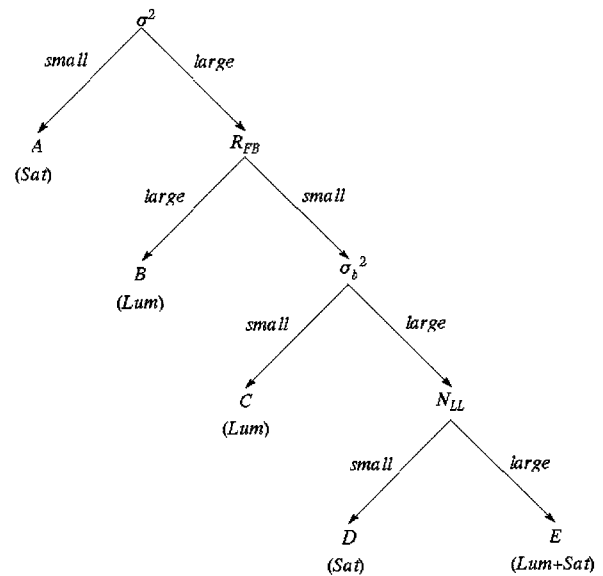 σ²
small large
A R_FB
(Sat)
large small
B σ_b²
(Lum)
small large
C N_LL
(Lum)
small large
D E
(Sat) (Lum+Sat)